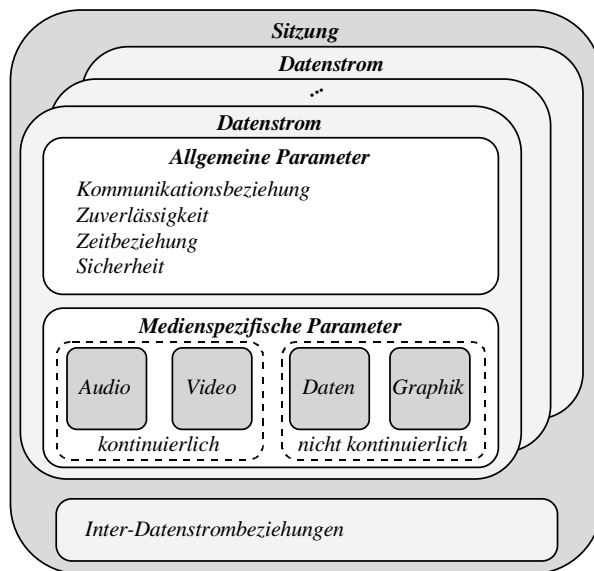 Sitzung
Datenstrom
...
Datenstrom
Allgemeine Parameter
Kommunikationsbeziehung
Zuverlässigkeit
Zeitbeziehung
Sicherheit
Medienspezifische Parameter
Audio Video Daten Graphik
kontinuierlich nicht kontinuierlich
Inter-Datenstrombeziehungen